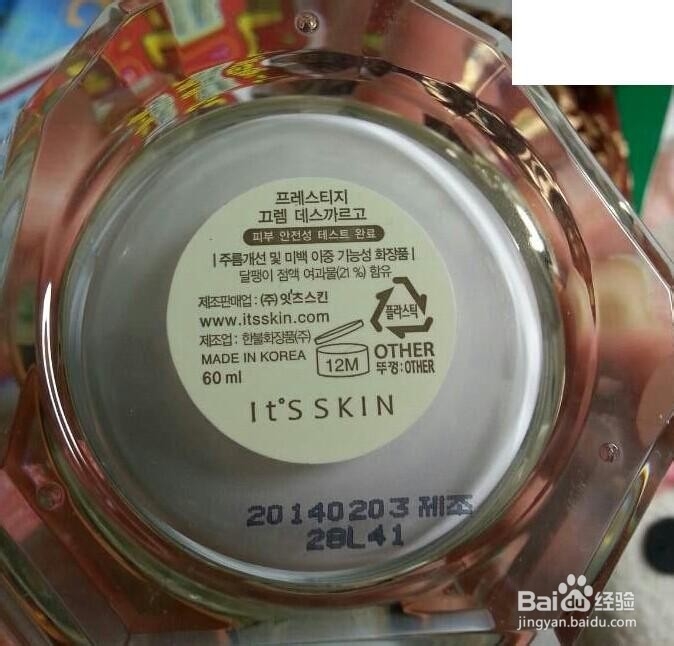 프레스티지
끄렘 데스까르고
피부 안전성 테스트 완료
| 주름개선 및 미백 이중 기능성 화장품 |
달팽이 점액 여과물(21 %) 함유
제조판매업 : (주) 잇츠스킨
www.itsskin.com
제조업 : 한불화장품(주)
MADE IN KOREA
60 ml
12M
플라스틱
OTHER
뚜껑 : OTHER
It'S SKIN
20140203 제조
28L41
Baidu 经验
jingyan.baidu.com